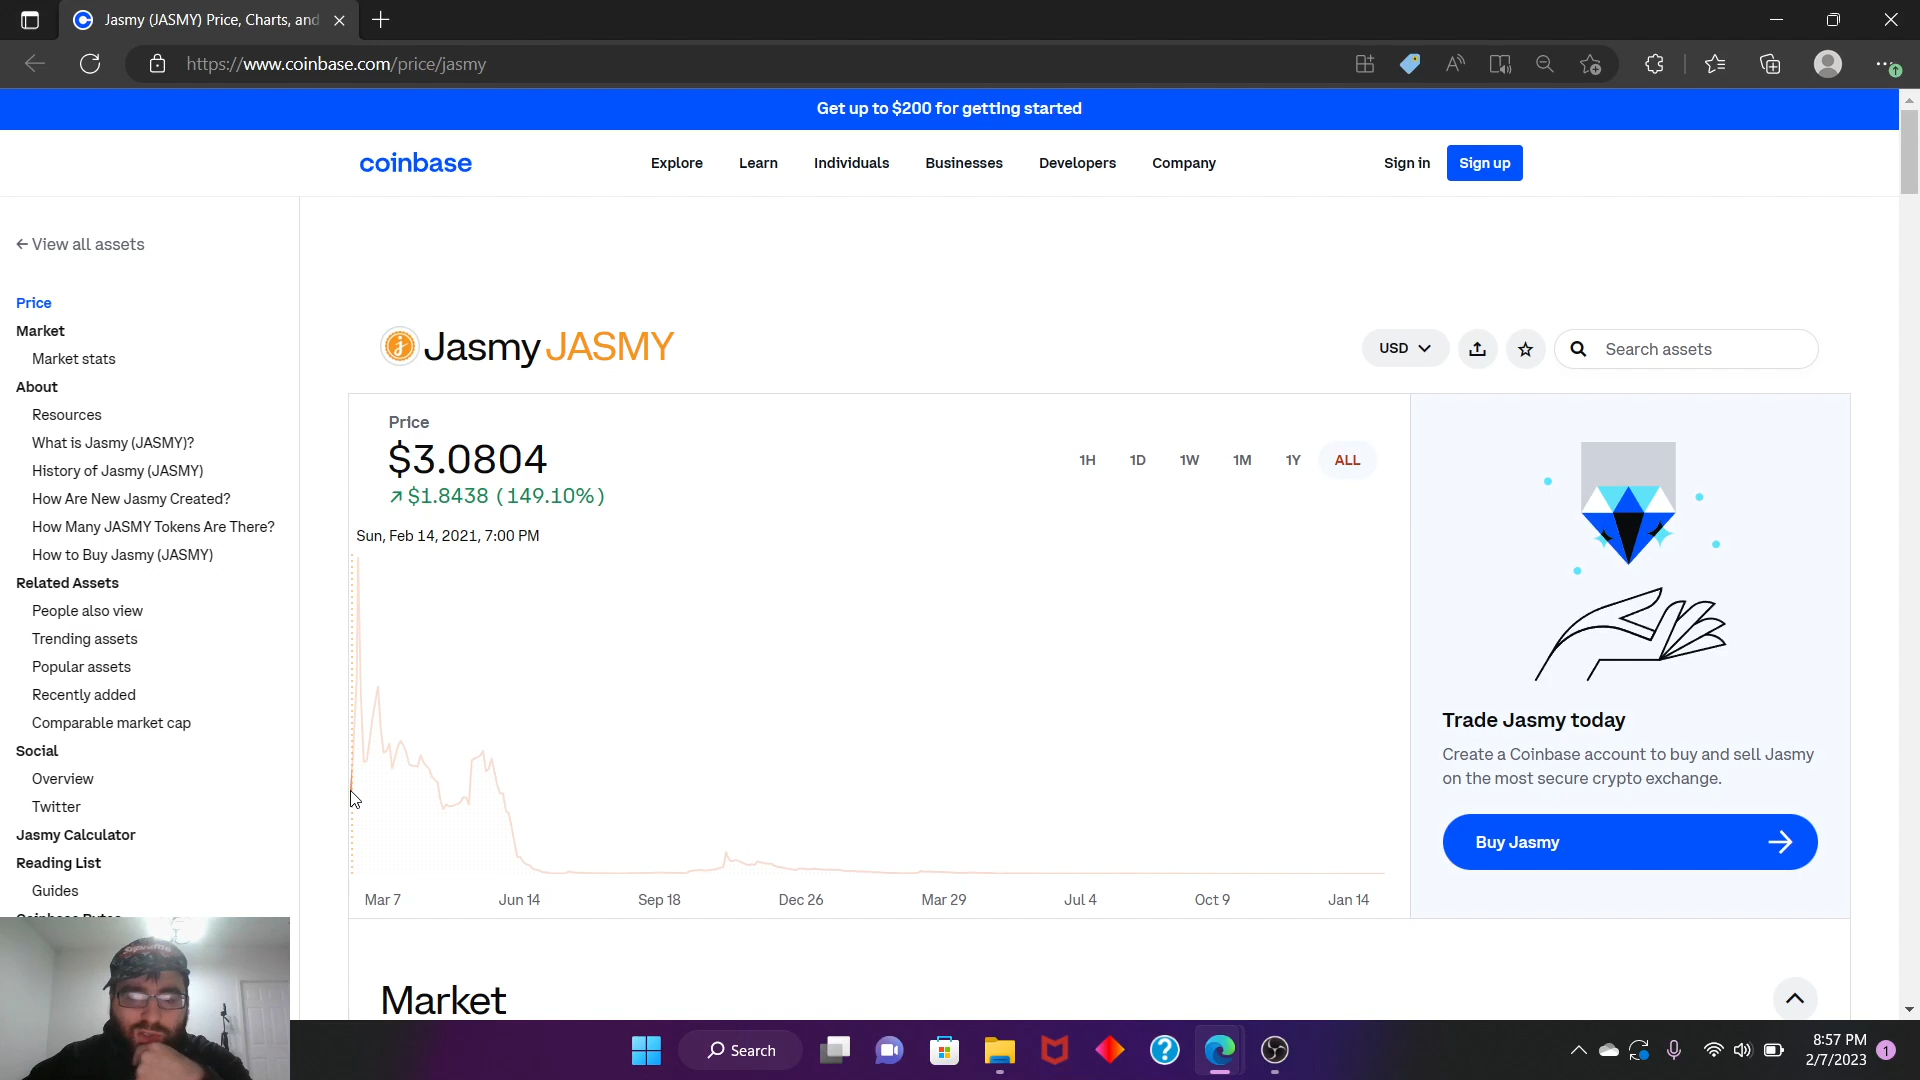 Jasmy (JASMY) Price, Charts, and
https://www.coinbase.com/price/jasmy
Get up to $200 for getting started
coinbase
Explore
Learn
Individuals
Businesses
Developers
Company
Sign in
Sign up
← View all assets
Price
Market
Market stats
About
Resources
What is Jasmy (JASMY)?
History of Jasmy (JASMY)
How Are New Jasmy Created?
How Many JASMY Tokens Are There?
How to Buy Jasmy (JASMY)
Related Assets
People also view
Trending assets
Popular assets
Recently added
Comparable market cap
Social
Overview
Twitter
Jasmy Calculator
Reading List
Guides
Jasmy JASMY
USD
Search assets
Price
$3.0804
↗ $1.8438 (149.10%)
1H
1D
1W
1M
1Y
ALL
Sun, Feb 14, 2021, 7:00 PM
Mar 7
Jun 14
Sep 18
Dec 26
Mar 29
Jul 4
Oct 9
Jan 14
Trade Jasmy today
Create a Coinbase account to buy and sell Jasmy
on the most secure crypto exchange.
Buy Jasmy
Market
Search
8:57 PM
2/7/2023
1